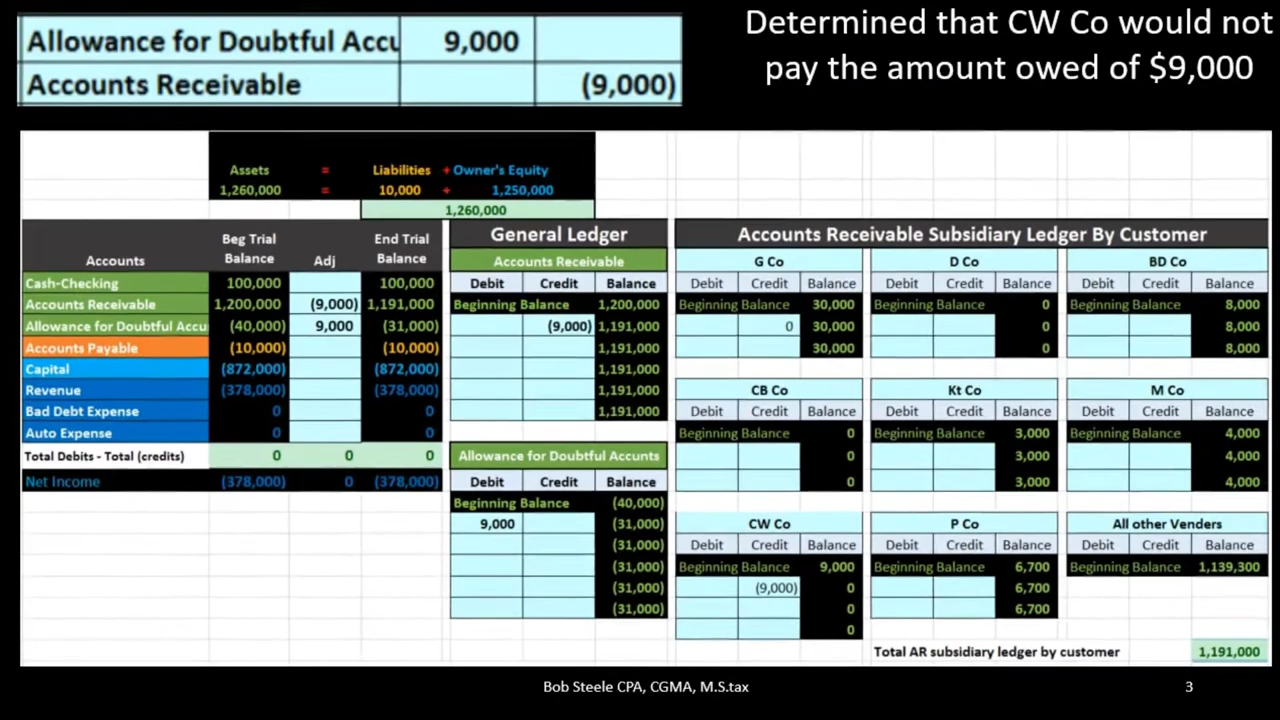 Allowance for Doubtful Accu 9,000
Accounts Receivable (9,000)
Determined that CW Co would not
pay the amount owed of $9,000
Assets = Liabilities + Owner's Equity
1,260,000 = 10,000 + 1,250,000
1,260,000
Accounts Beg Trial Balance Adj End Trial Balance
Cash-Checking 100,000 100,000
Accounts Receivable 1,200,000 (9,000) 1,191,000
Allowance for Doubtful Accu (40,000) 9,000 (31,000)
Accounts Payable (10,000) (10,000)
Capital (872,000) (872,000)
Revenue (378,000) (378,000)
Bad Debt Expense 0 0
Auto Expense 0 0
Total Debits - Total (credits) 0 0 0
Net Income (378,000) 0 (378,000)
General Ledger
Accounts Receivable
Debit Credit Balance
Beginning Balance 1,200,000
(9,000) 1,191,000
1,191,000
1,191,000
1,191,000
1,191,000
Allowance for Doubtful Accunts
Debit Credit Balance
Beginning Balance (40,000)
9,000 (31,000)
(31,000)
(31,000)
(31,000)
(31,000)
Accounts Receivable Subsidiary Ledger By Customer
G Co
Debit Credit Balance
Beginning Balance 30,000
0 30,000
30,000
D Co
Debit Credit Balance
Beginning Balance 0
0
0
BD Co
Debit Credit Balance
Beginning Balance 8,000
8,000
8,000
CB Co
Debit Credit Balance
Beginning Balance 0
0
0
Kt Co
Debit Credit Balance
Beginning Balance 3,000
3,000
3,000
M Co
Debit Credit Balance
Beginning Balance 4,000
4,000
4,000
CW Co
Debit Credit Balance
Beginning Balance 9,000
(9,000) 0
0
0
P Co
Debit Credit Balance
Beginning Balance 6,700
6,700
6,700
All other Venders
Debit Credit Balance
Beginning Balance 1,139,300
Total AR subsidiary ledger by customer 1,191,000
Bob Steele CPA, CGMA, M.S.tax 3